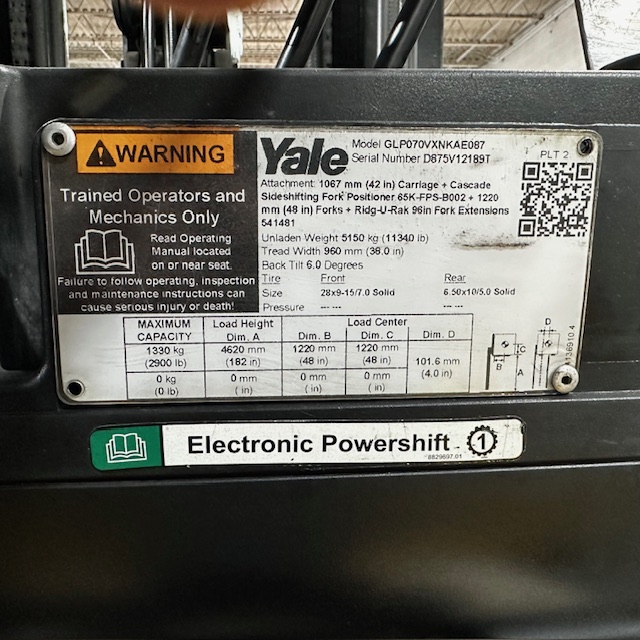 WARNING
Trained Operators and
Mechanics Only
Read Operating
Manual located
on or near seat.
Failure to follow operating, inspection
and maintenance instructions can
cause serious injury or death!
Yale
Model GLP070VXNKAE087
Serial Number D875V12189T
PLT 2
Attachment: 1067 mm (42 in) Carriage + Cascade
Sideshifting Fork Positioner 65K-FPS-B002 + 1220
mm (48 in) Forks + Ridg-U-Rak 96in Fork Extensions
541481
Unladen Weight 5150 kg (11340 lb)
Tread Width 960 mm (38.0 in)
Back Tilt 6.0 Degrees
Tire Front Rear
Size 28x9-15/7.0 Solid 6.50x10/5.0 Solid
Pressure --- --- --- ---
MAXIMUM Load Height Load Center
CAPACITY Dim. A Dim. B Dim. C Dim. D
1330 kg 4620 mm 1220 mm 1220 mm 101.6 mm
(2900 lb) (182 in) (48 in) (48 in) (4.0 in)
0 kg 0 mm 0 mm 0 mm
(0 lb) ( in) ( in) ( in)
D
C
B
A
Electronic Powershift - 1
8829697.01